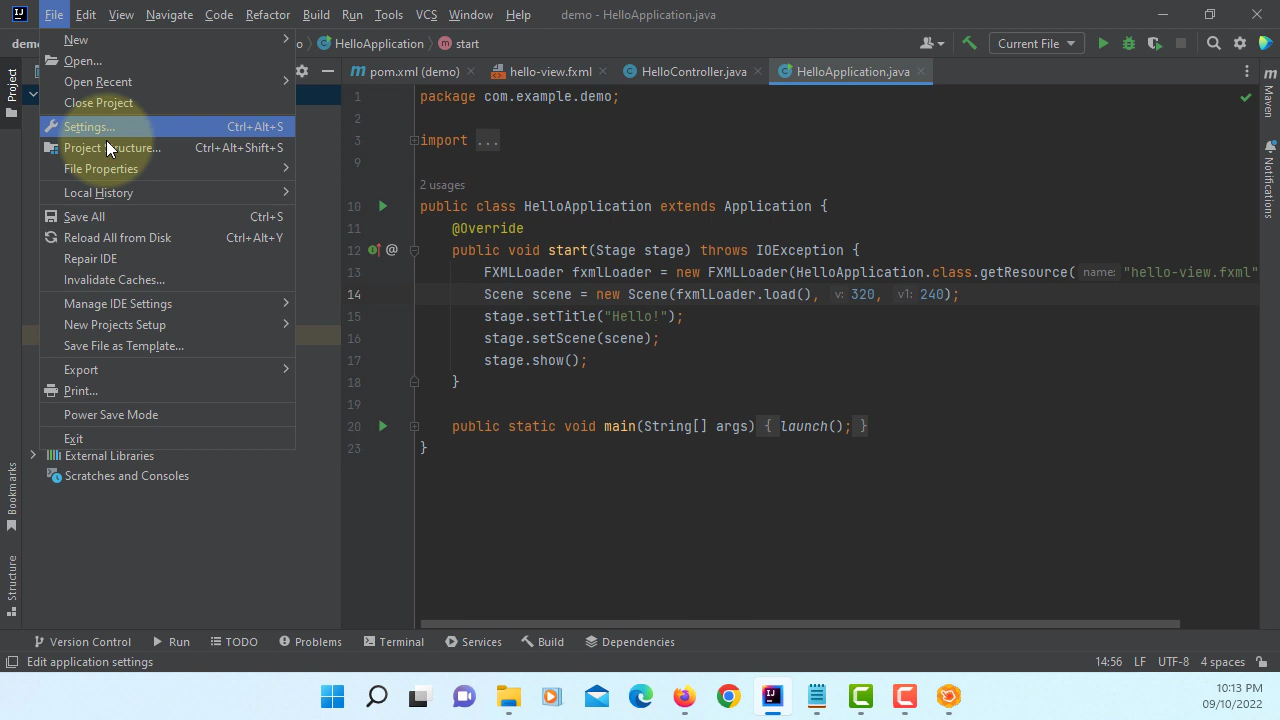 File Edit View Navigate Code Refactor Build Run Tools VCS Window Help demo - HelloApplication.java
HelloApplication start Current File
Project
pom.xml (demo) hello-view.fxml HelloController.java HelloApplication.java
New
Open...
Open Recent
Close Project
Settings... Ctrl+Alt+S
Project Structure... Ctrl+Alt+Shift+S
File Properties
Local History
Save All Ctrl+S
Reload All from Disk Ctrl+Alt+Y
Repair IDE
Invalidate Caches...
Manage IDE Settings
New Projects Setup
Save File as Template...
Export
Print...
Power Save Mode
Exit
External Libraries
Scratches and Consoles
1 package com.example.demo;
2
3 import ...
9
2 usages
10 public class HelloApplication extends Application {
11 @Override
12 public void start(Stage stage) throws IOException {
13 FXMLLoader fxmlLoader = new FXMLLoader(HelloApplication.class.getResource( name: "hello-view.fxml"
14 Scene scene = new Scene(fxmlLoader.load(), v: 320, v1: 240);
15 stage.setTitle("Hello!");
16 stage.setScene(scene);
17 stage.show();
18 }
19
20 public static void main(String[] args) { launch(); }
23 }
Maven
Notifications
Bookmarks
Structure
Version Control Run TODO Problems Terminal Services Build Dependencies
Edit application settings 14:56 LF UTF-8 4 spaces
10:13 PM
09/10/2022